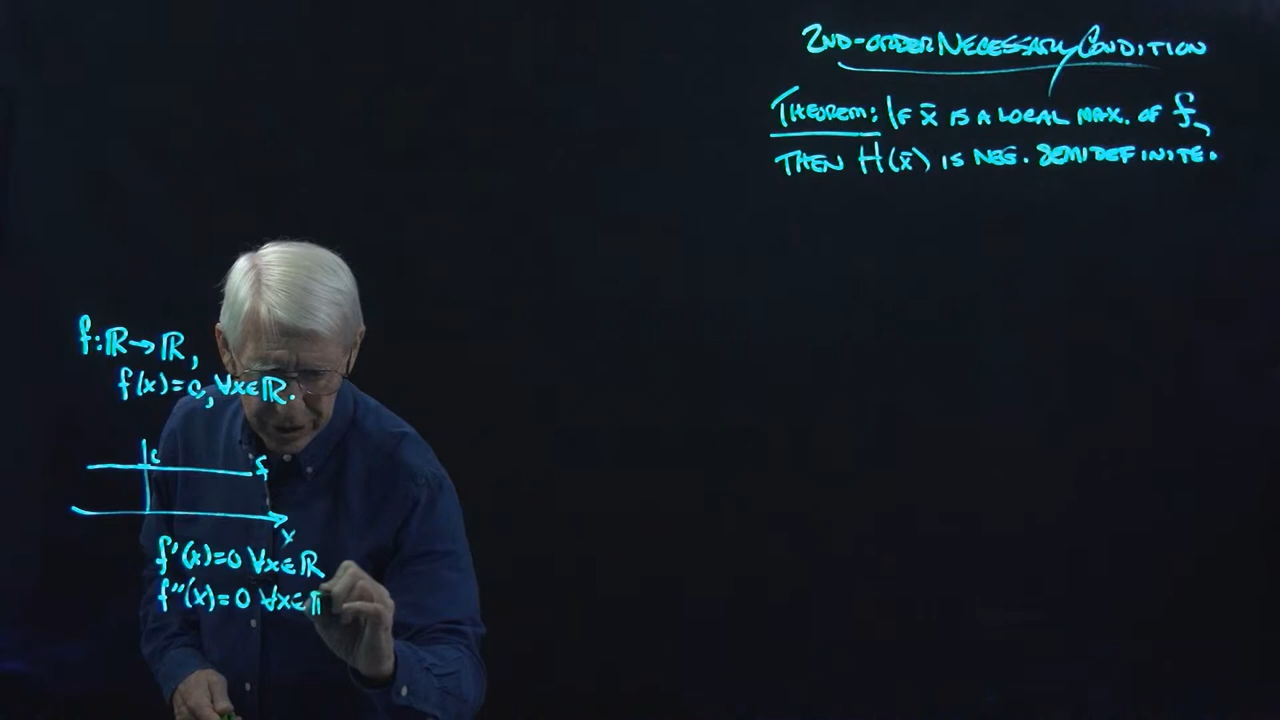 2ND-ORDER NECESSARY CONDITION
THEOREM: IF x̄ IS A LOCAL MAX. OF f,
THEN H(x̄) IS NEG. SEMIDEFINITE.
f:ℝ→ℝ,
f(x)=c, ∀x∈ℝ.
c
f
x
f'(x)=0 ∀x∈ℝ
f''(x)=0 ∀x∈